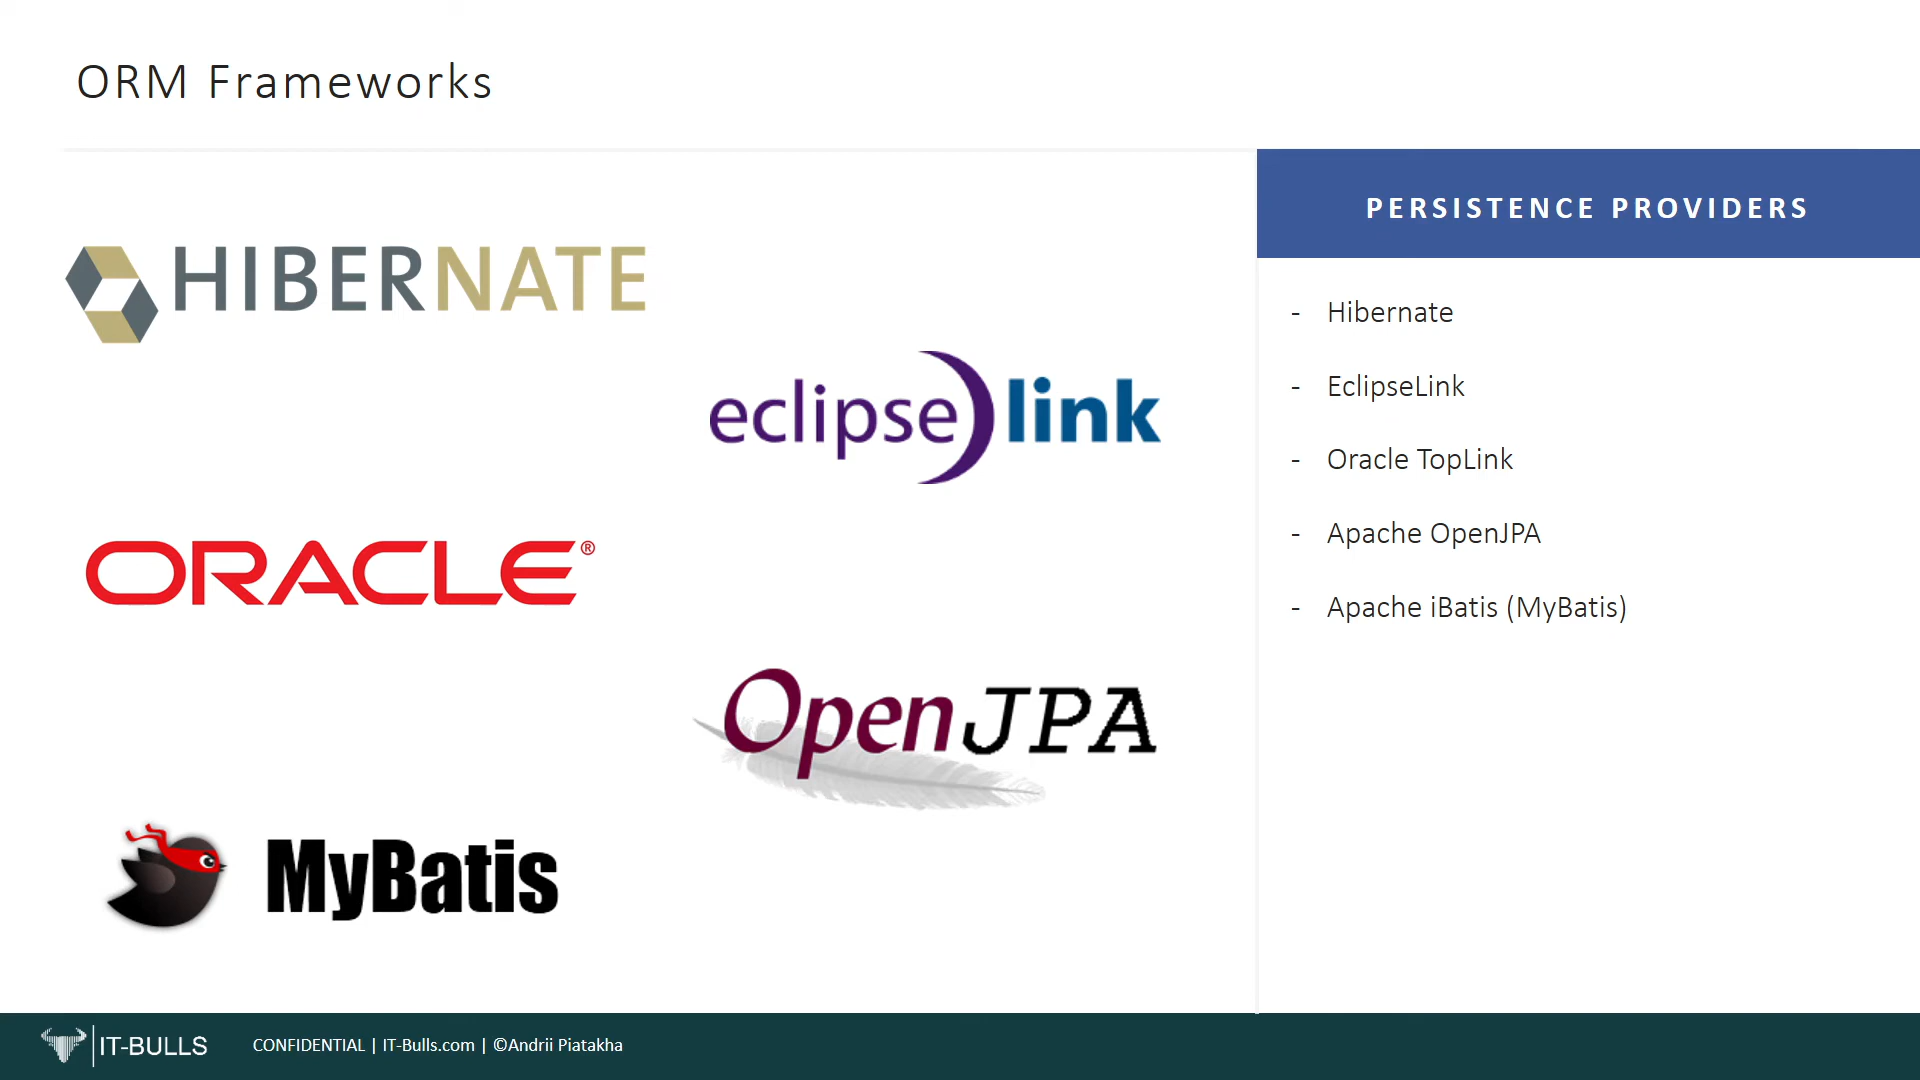 ORM Frameworks
HIBERNATE
eclipse link
ORACLE®
OpenJPA
MyBatis
PERSISTENCE PROVIDERS
- Hibernate
- EclipseLink
- Oracle TopLink
- Apache OpenJPA
- Apache iBatis (MyBatis)
IT-BULLS CONFIDENTIAL | IT-Bulls.com | ©Andrii Piatakha